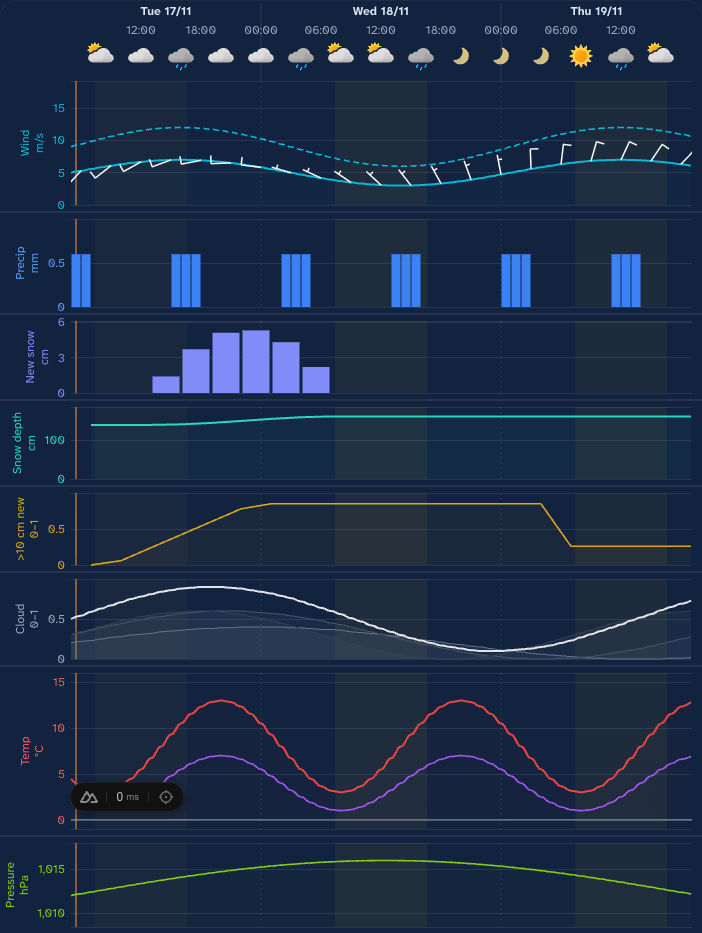 Tue 17/11
Wed 18/11
Thu 19/11
12:00
18:00
00:00
06:00
12:00
18:00
00:00
06:00
12:00
Wind
m/s
15
10
5
0
Precip
mm
0.5
0
New snow
cm
6
3
0
Snow depth
cm
100
0
>10 cm new
0–1
0.5
0
Cloud
0–1
0.5
0
Temp
°C
15
10
5
0
0 ms
Pressure
hPa
1,015
1,010